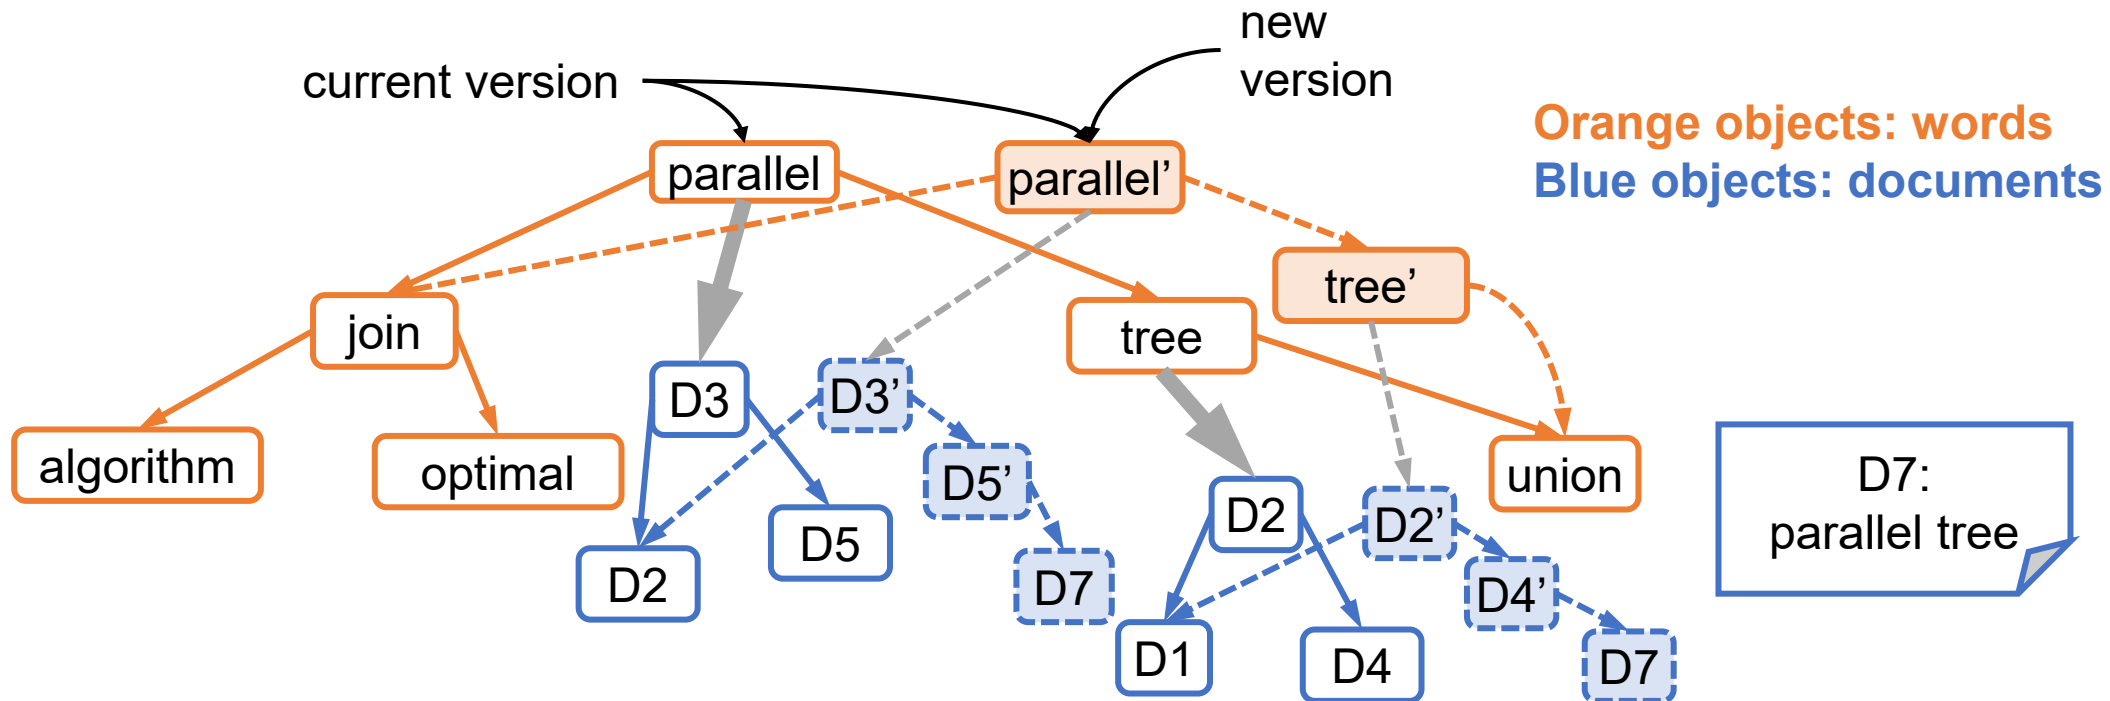 new
version
current version
Orange objects: words
Blue objects: documents
parallel
parallel’
tree’
join
tree
D3
D3’
algorithm
optimal
D5’
union
D7:
parallel tree
D2
D2’
D5
D2
D7
D4’
D1
D4
D7